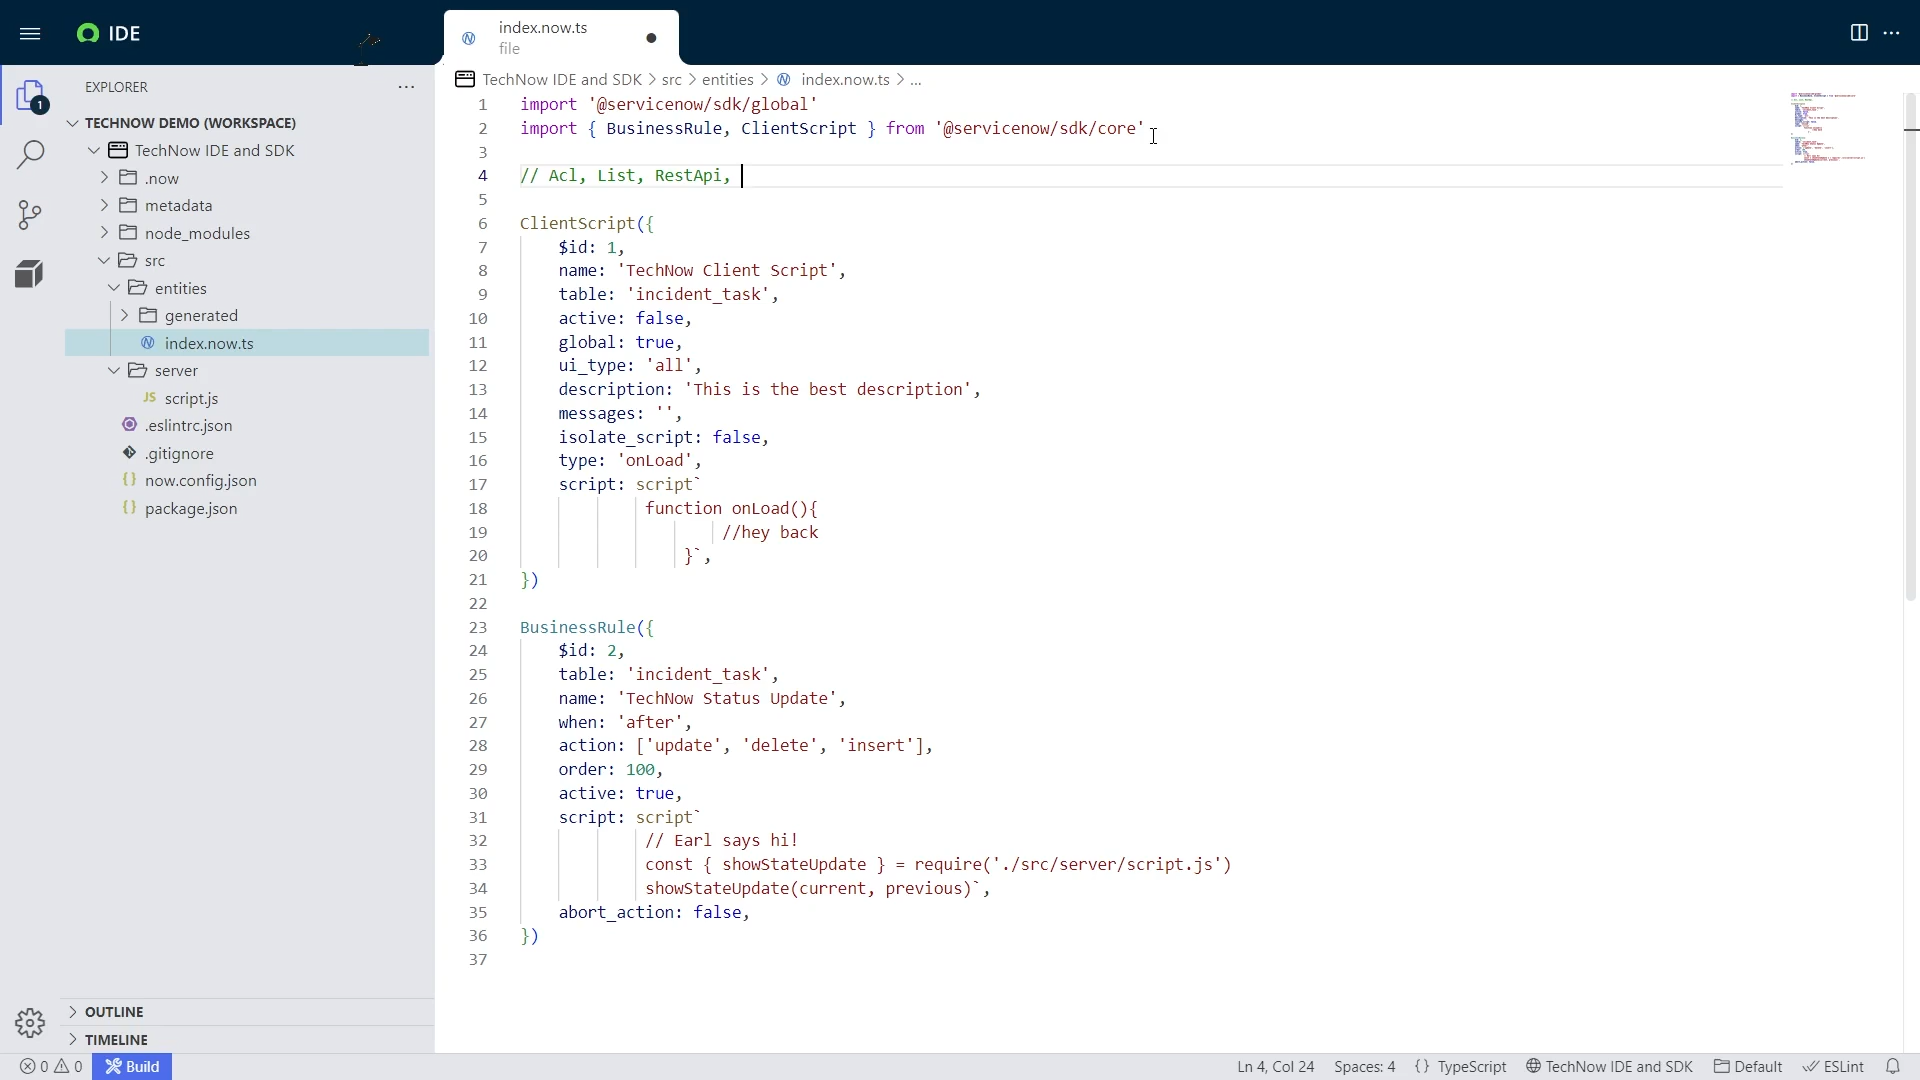 IDE
index.now.ts
file
EXPLORER
1
TECHNOW DEMO (WORKSPACE)
TechNow IDE and SDK
.now
metadata
node_modules
src
entities
generated
index.now.ts
server
JS script.js
.eslintrc.json
.gitignore
{} now.config.json
{} package.json
OUTLINE
TIMELINE
TechNow IDE and SDK > src > entities > index.now.ts > ...
1 import '@servicenow/sdk/global'
2 import { BusinessRule, ClientScript } from '@servicenow/sdk/core'
3
4 // Acl, List, RestApi,
5
6 ClientScript({
7 $id: 1,
8 name: 'TechNow Client Script',
9 table: 'incident_task',
10 active: false,
11 global: true,
12 ui_type: 'all',
13 description: 'This is the best description',
14 messages: '',
15 isolate_script: false,
16 type: 'onLoad',
17 script: script`
18 function onLoad(){
19 //hey back
20 }`,
21 })
22
23 BusinessRule({
24 $id: 2,
25 table: 'incident_task',
26 name: 'TechNow Status Update',
27 when: 'after',
28 action: ['update', 'delete', 'insert'],
29 order: 100,
30 active: true,
31 script: script`
32 // Earl says hi!
33 const { showStateUpdate } = require('./src/server/script.js')
34 showStateUpdate(current, previous)`,
35 abort_action: false,
36 })
37
0 0 Build
Ln 4, Col 24 Spaces: 4 {} TypeScript TechNow IDE and SDK Default ESLint